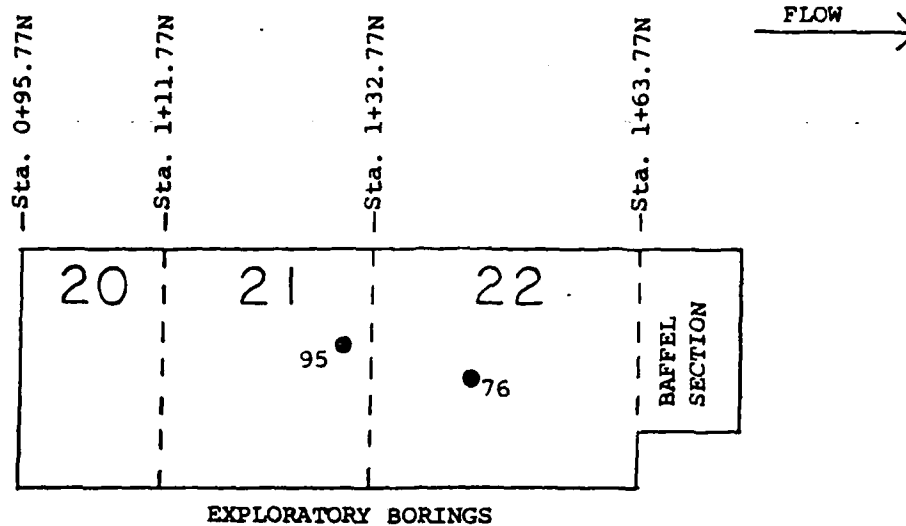 FLOW
Sta. 0+95.77N
Sta. 1+11.77N
Sta. 1+32.77N
Sta. 1+63.77N
20
21
22
95
76
BAFFEL
SECTION
EXPLORATORY BORINGS